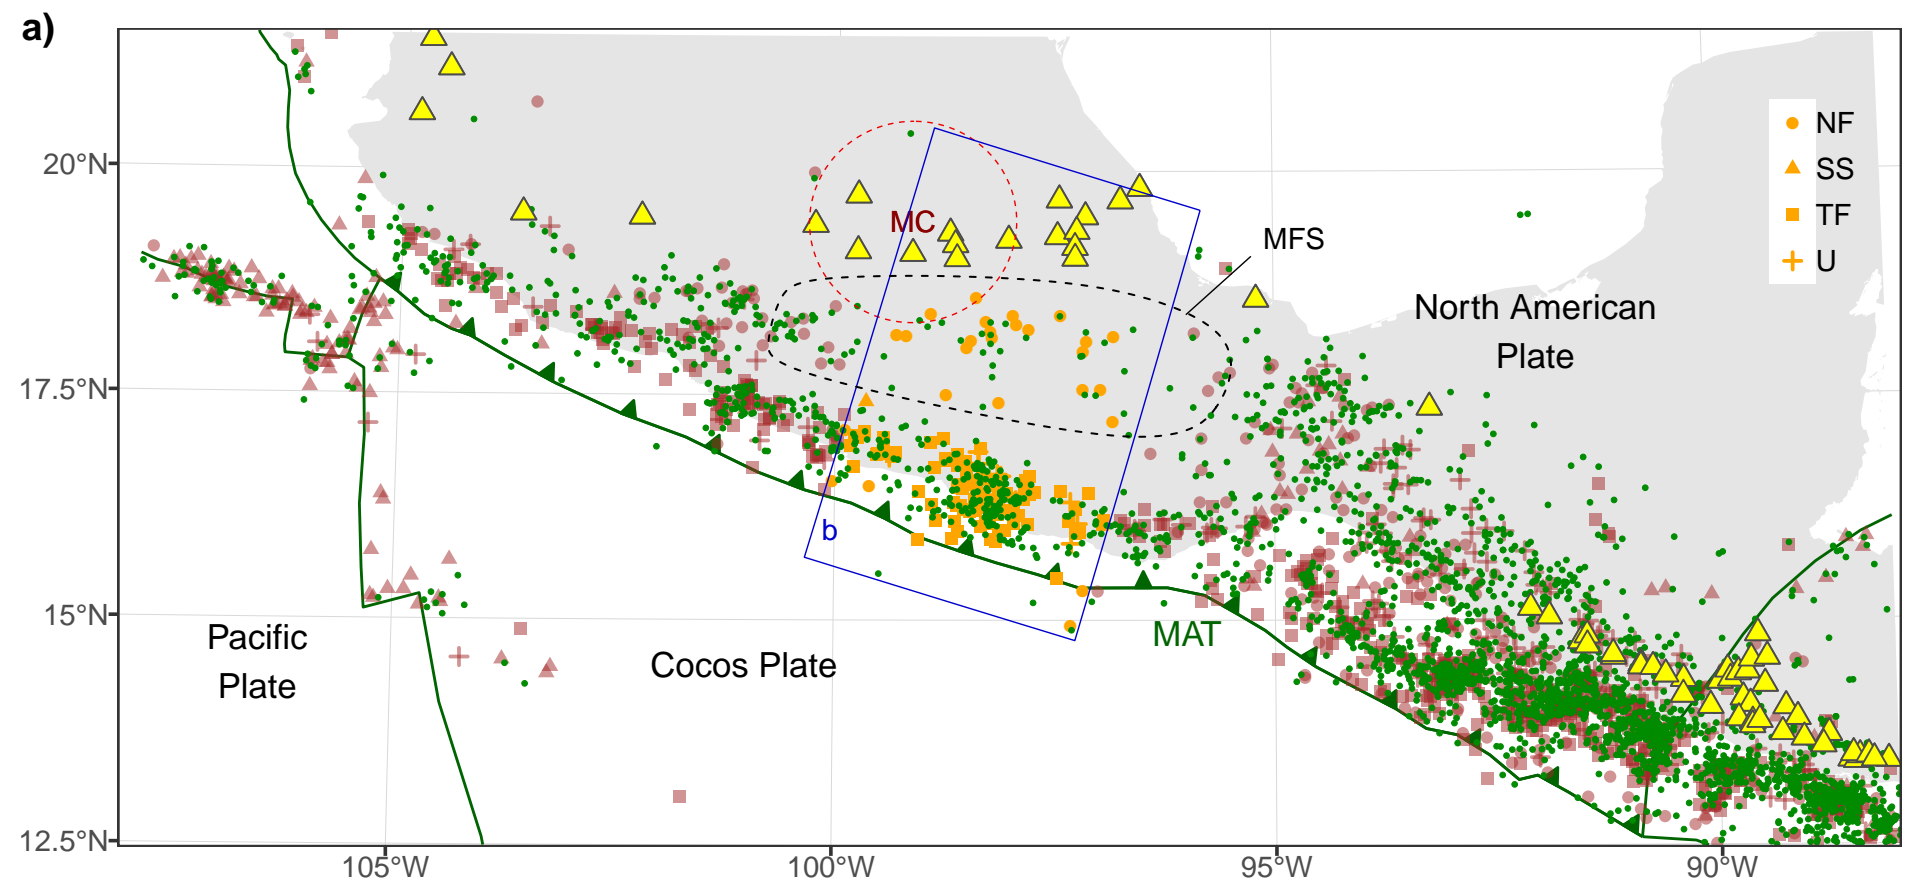 a)
20°N
17.5°N
15°N
12.5°N
105°W
100°W
95°W
90°W
NF
SS
TF
U
MC
MFS
North American
Plate
b
MAT
Pacific
Plate
Cocos Plate